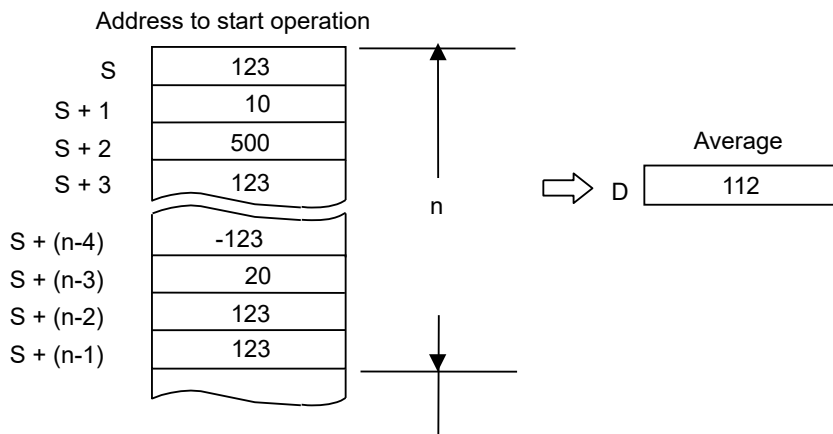 Address to start operation
S 123
S + 1 10
S + 2 500
S + 3 123
S + (n-4) -123
S + (n-3) 20
S + (n-2) 123
S + (n-1) 123
n
Average
D 112